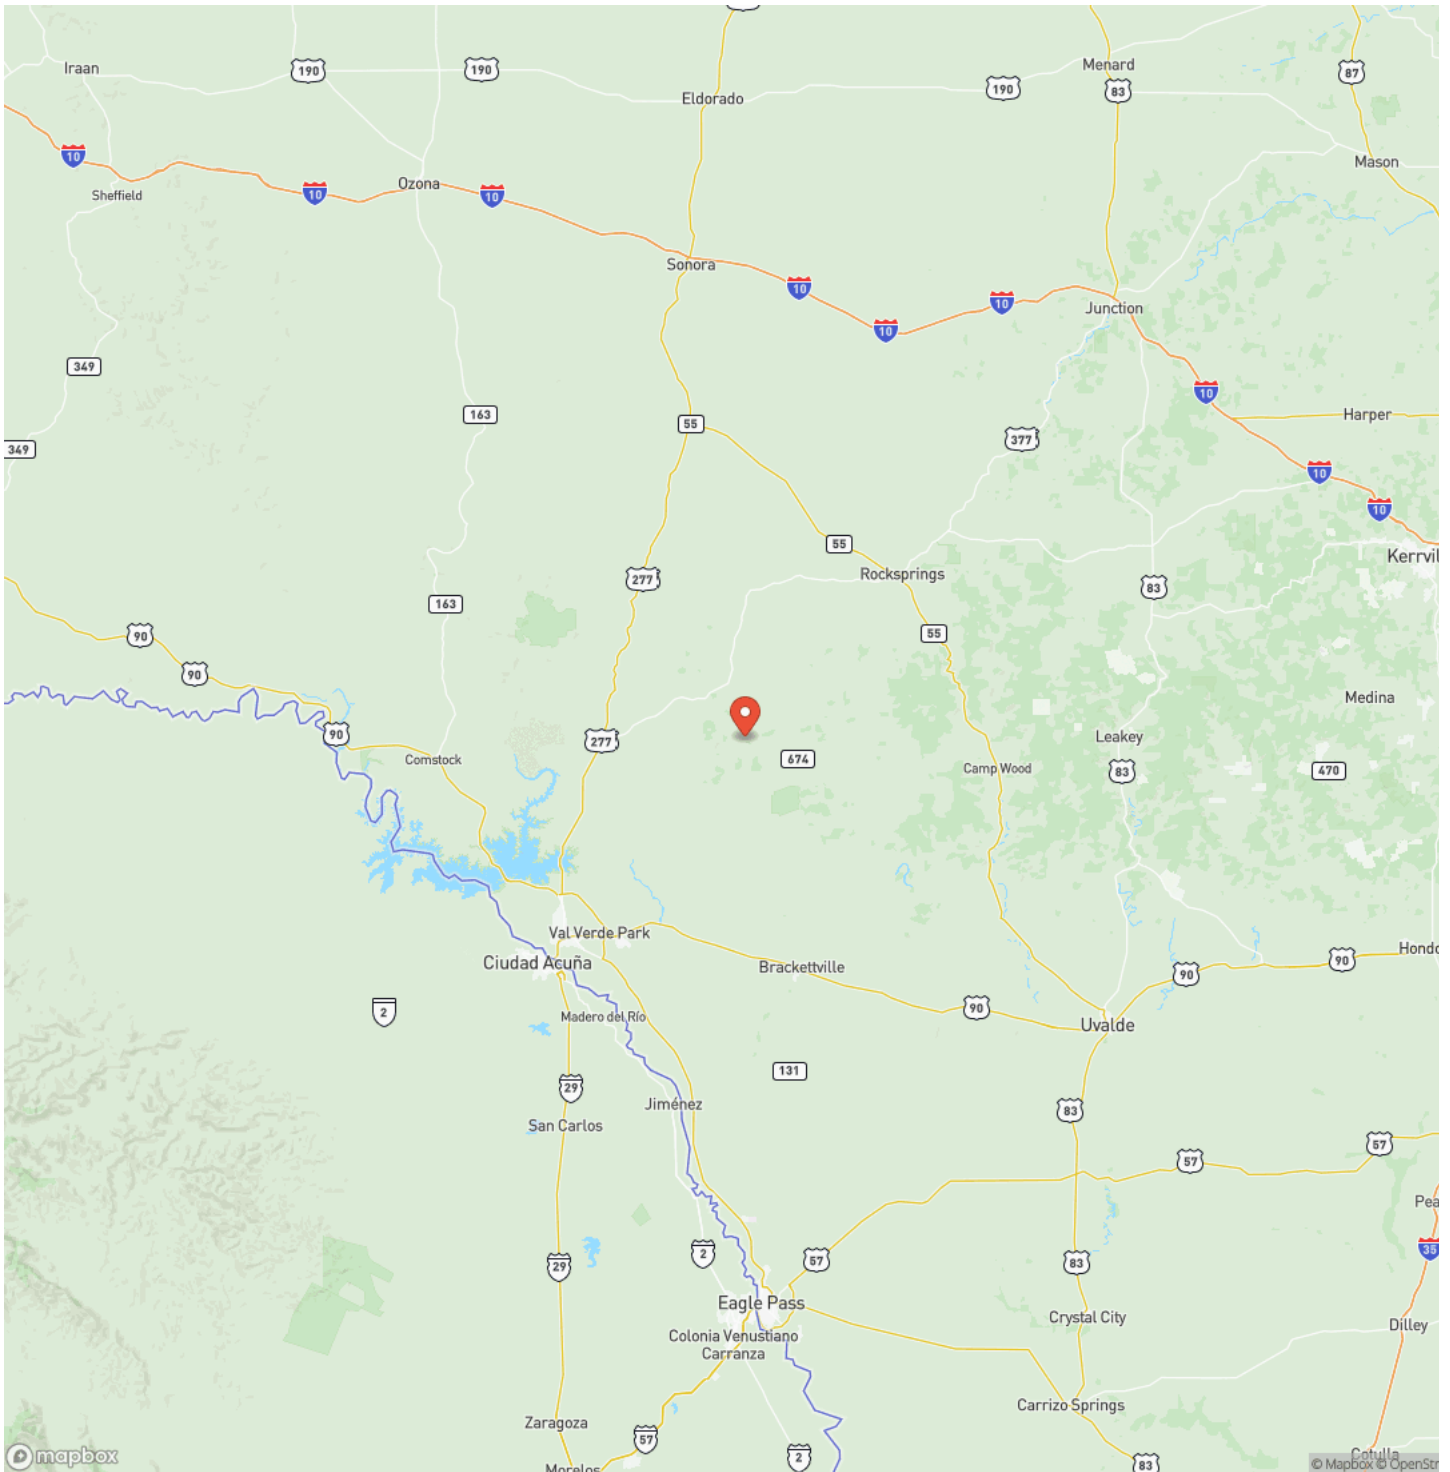 Iraan
190
190
Eldorado
190
Menard
83
87
10
Sheffield
10
Ozona
10
Mason
Sonora
10
10
10
Junction
349
163
55
377
10
Harper
349
10
10
277
55
Rocksprings
Kerrvil
163
83
90
55
90
Medina
90
277
Comstock
674
Leakey
Camp Wood
83
470
Val Verde Park
Ciudad Acuña
Brackettville
90
90
Hondo
2
Madero del Río
90
Uvalde
131
29
Jiménez
83
San Carlos
57
57
Pea
29
2
57
83
35
Eagle Pass
Crystal City
Colonia Venustiano
Carranza
Dilley
Carrizo Springs
Zaragoza
57
2
83
Morelos
Cotulla
mapbox
© Mapbox © OpenStr